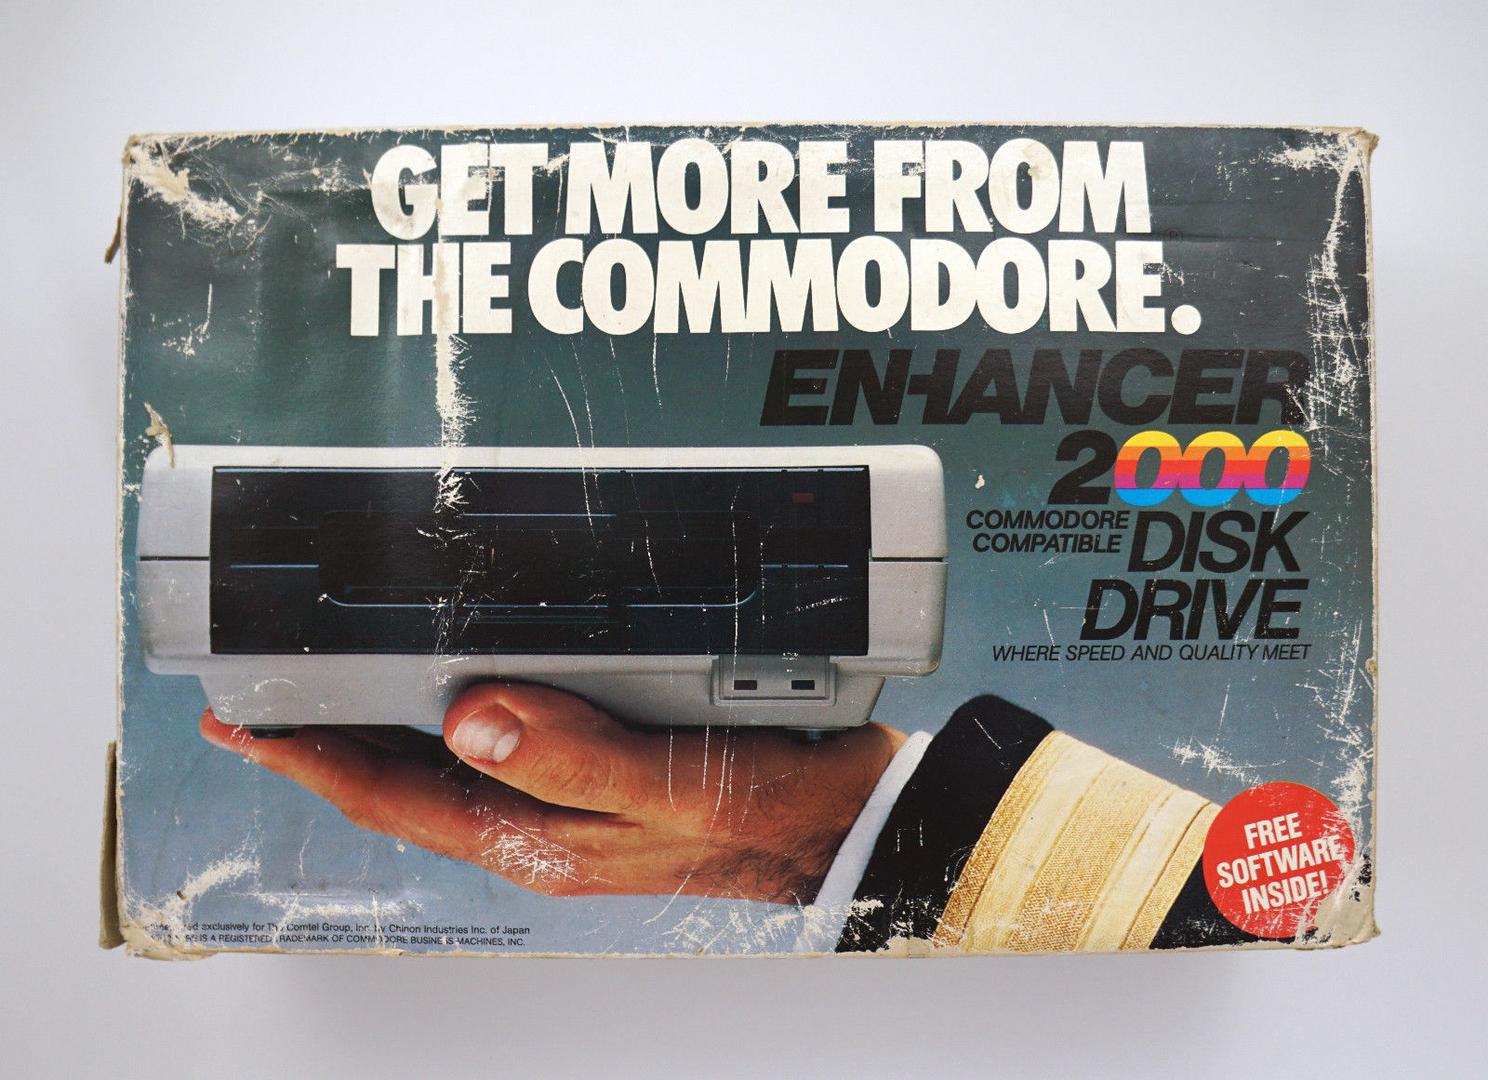 GET MORE FROM
THE COMMODORE.®
ENHANCER
2000
COMMODORE
COMPATIBLE
DISK
DRIVE
WHERE SPEED AND QUALITY MEET
FREE
SOFTWARE
INSIDE!
exclusively for The Comtel Group, Inc. by Chinon Industries Inc. of Japan
IS A REGISTERED TRADEMARK OF COMMODORE BUSINESS MACHINES, INC.